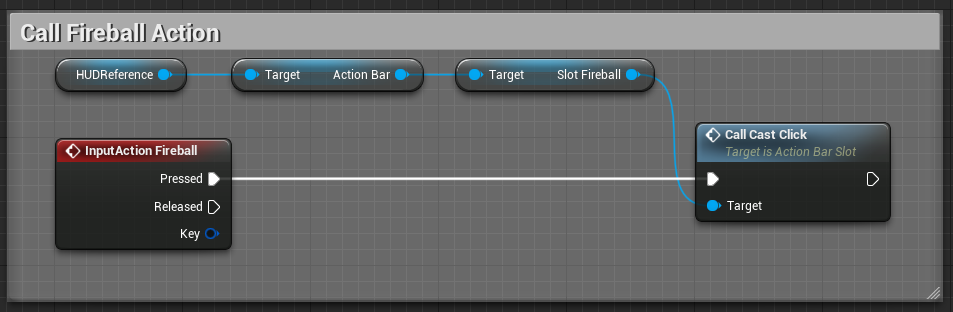 Call Fireball Action
HUDReference
Target Action Bar
Target Slot Fireball
InputAction Fireball
Pressed
Released
Key
Call Cast Click
Target is Action Bar Slot
Target